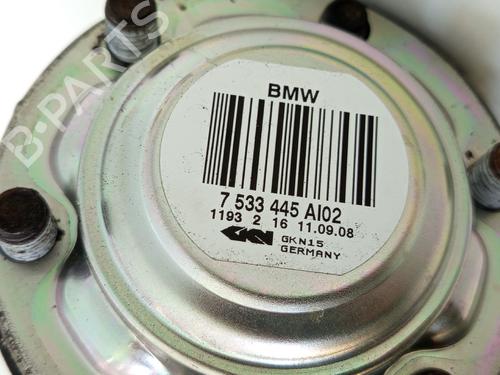 B-PARTS
BMW
7 533 445 AI02
1193 2 16 11.09.08
GKN GKN15
GERMANY